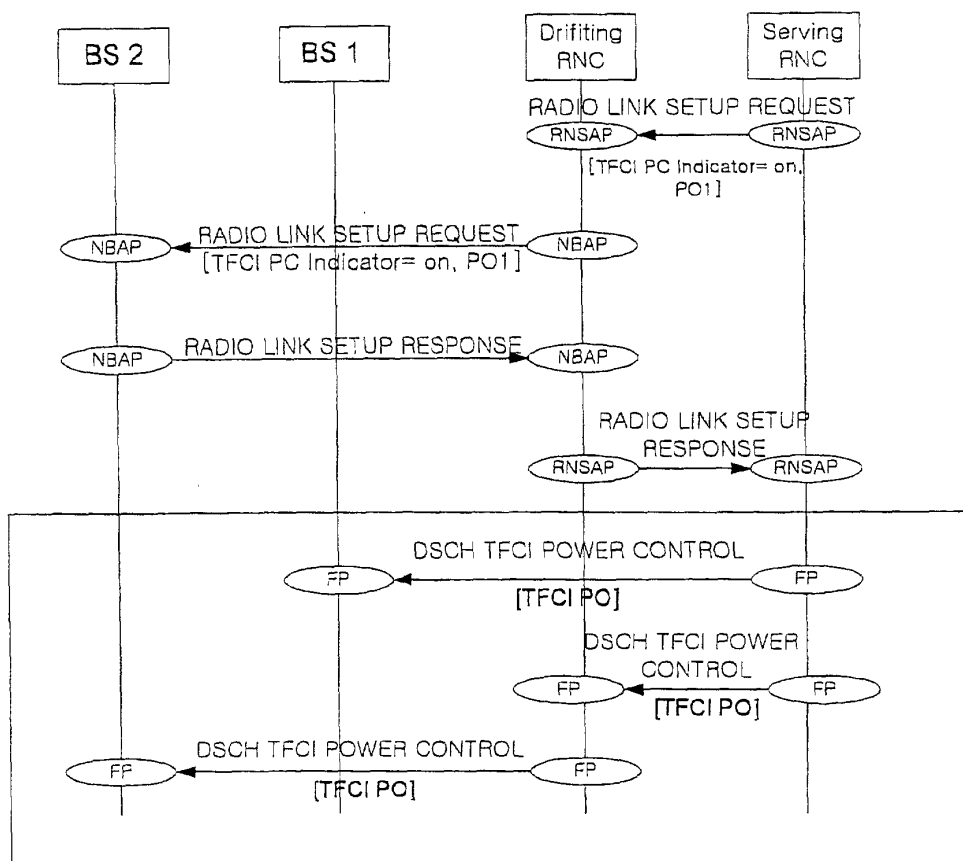 BS 2
BS 1
Drifiting
RNC
Serving
RNC
RADIO LINK SETUP REQUEST
RNSAP
RNSAP
[TFCI PC Indicator= on,
PO1]
NBAP
RADIO LINK SETUP REQUEST
NBAP
[TFCI PC Indicator= on, PO1]
NBAP
RADIO LINK SETUP RESPONSE
NBAP
RADIO LINK SETUP
RESPONSE
RNSAP
RNSAP
DSCH TFCI POWER CONTROL
FP
FP
[TFCI PO]
DSCH TFCI POWER
CONTROL
FP
FP
[TFCI PO]
DSCH TFCI POWER CONTROL
FP
FP
[TFCI PO]